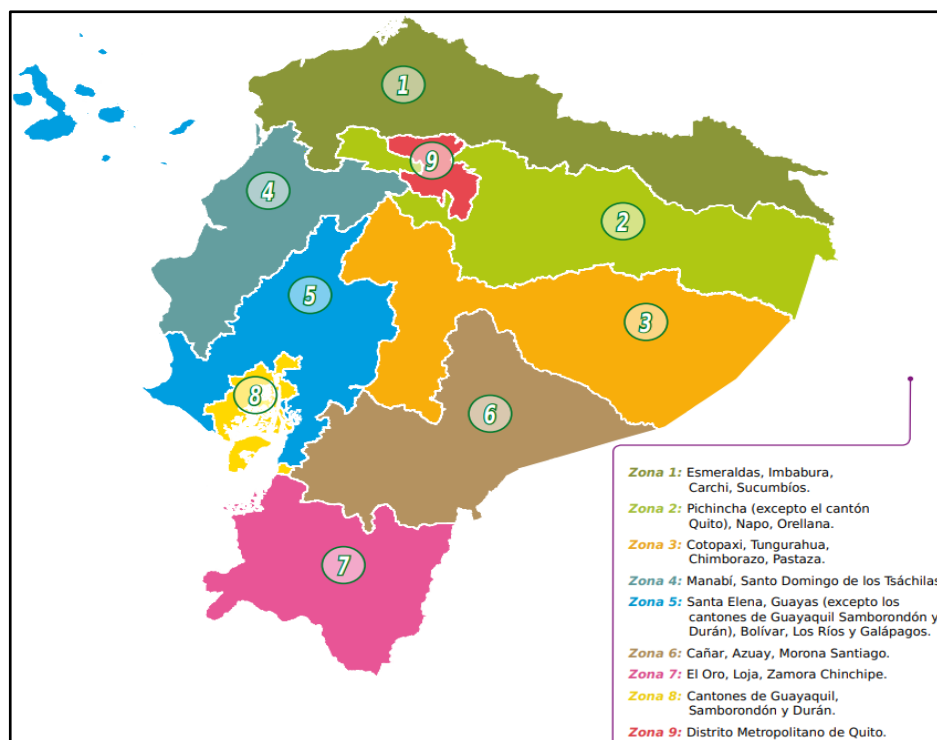 1
9
4
2
5
3
8
6
7
Zona 1: Esmeraldas, Imbabura,
Carchi, Sucumbíos.
Zona 2: Pichincha (excepto el cantón
Quito), Napo, Orellana.
Zona 3: Cotopaxi, Tungurahua,
Chimborazo, Pastaza.
Zona 4: Manabí, Santo Domingo de los Tsáchilas
Zona 5: Santa Elena, Guayas (excepto los
cantones de Guayaquil Samborondón y
Durán), Bolívar, Los Ríos y Galápagos.
Zona 6: Cañar, Azuay, Morona Santiago.
Zona 7: El Oro, Loja, Zamora Chinchipe.
Zona 8: Cantones de Guayaquil,
Samborondón y Durán.
Zona 9: Distrito Metropolitano de Quito.